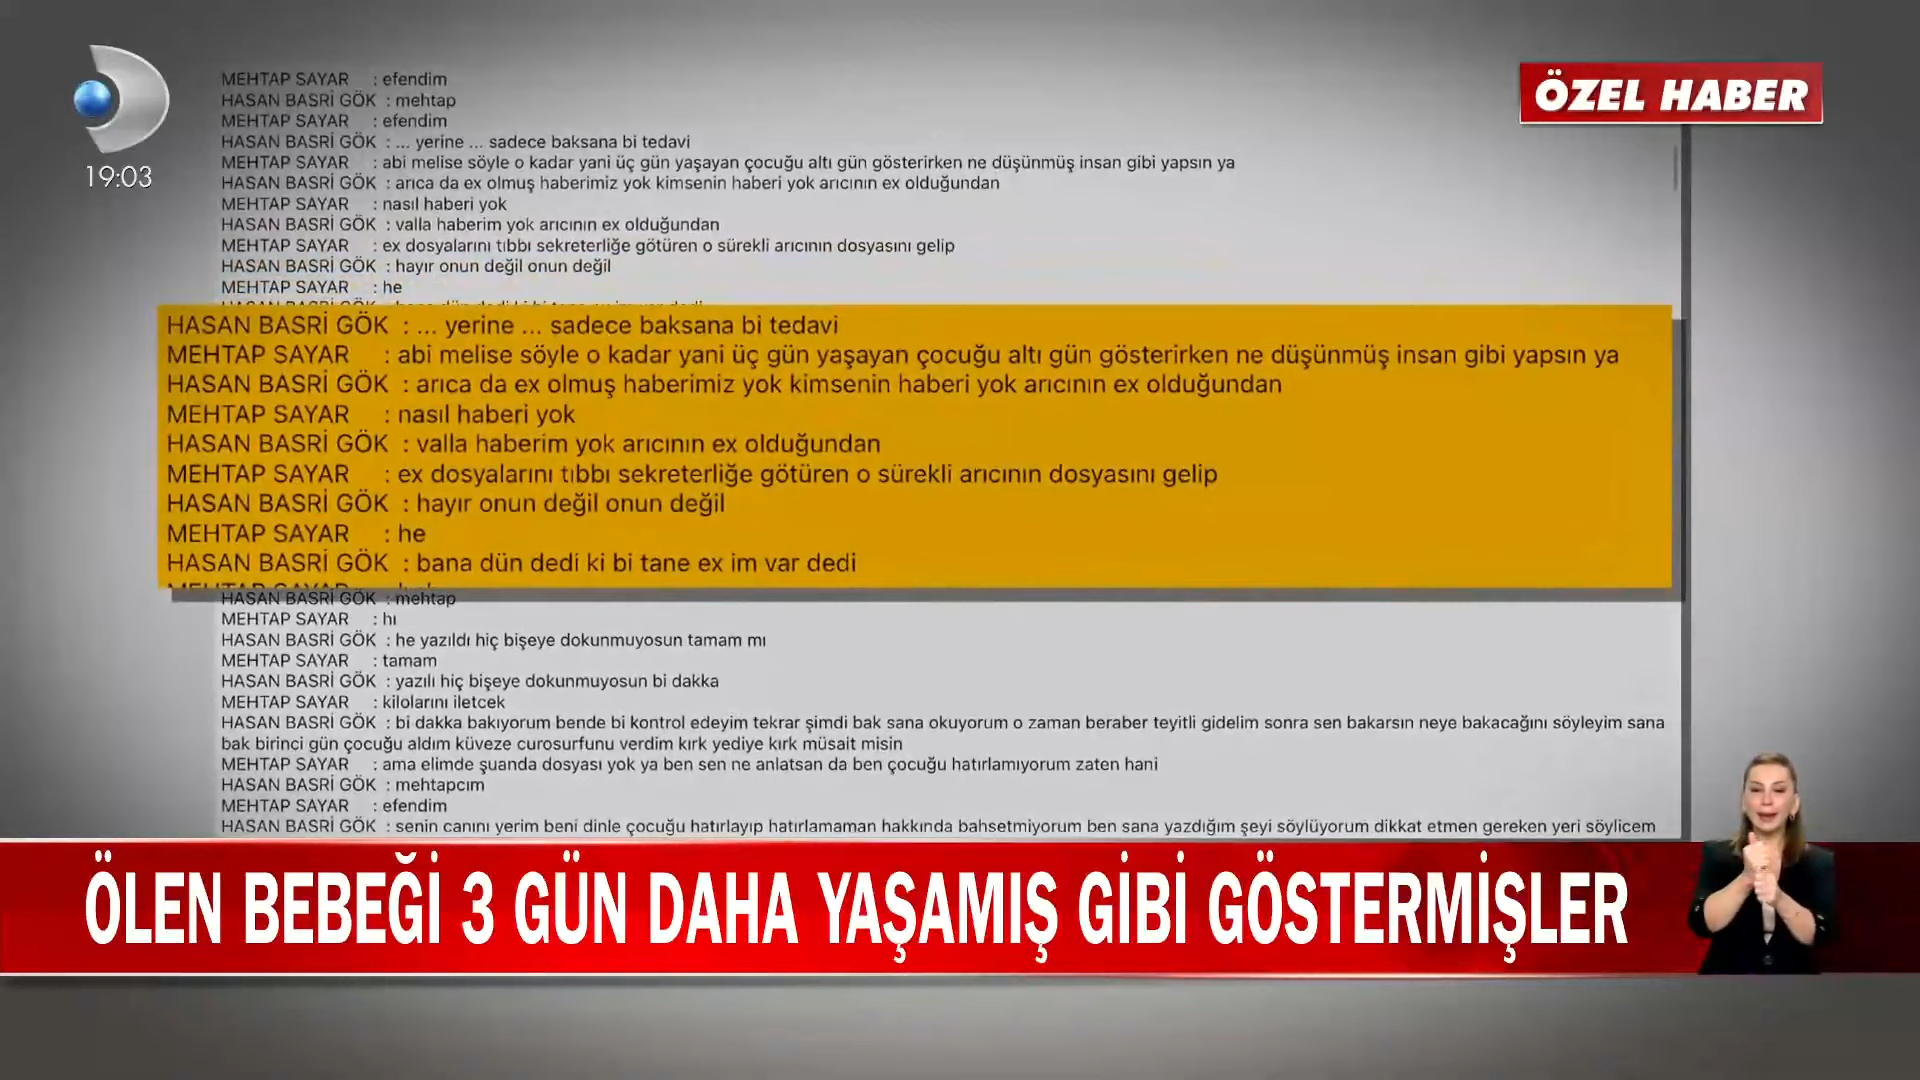 ÖZEL HABER
19:03
MEHTAP SAYAR : efendim
HASAN BASRİ GÖK : mehtap
MEHTAP SAYAR : efendim
HASAN BASRİ GÖK : ... yerine ... sadece baksana bi tedavi
MEHTAP SAYAR : abi melise söyle o kadar yani üç gün yaşayan çocuğu altı gün gösterirken ne düşünmüş insan gibi yapsın ya
HASAN BASRİ GÖK : arıca da ex olmuş haberimiz yok kimsenin haberi yok arıcının ex olduğundan
MEHTAP SAYAR : nasıl haberi yok
HASAN BASRİ GÖK : valla haberim yok arıcının ex olduğundan
MEHTAP SAYAR : ex dosyalarını tıbbı sekreterliğe götüren o sürekli arıcının dosyasını gelip
HASAN BASRİ GÖK : hayır onun değil onun değil
MEHTAP SAYAR : he
HASAN BASRİ GÖK : ... yerine ... sadece baksana bi tedavi
MEHTAP SAYAR : abi melise söyle o kadar yani üç gün yaşayan çocuğu altı gün gösterirken ne düşünmüş insan gibi yapsın ya
HASAN BASRİ GÖK : arıca da ex olmuş haberimiz yok kimsenin haberi yok arıcının ex olduğundan
MEHTAP SAYAR : nasıl haberi yok
HASAN BASRİ GÖK : valla haberim yok arıcının ex olduğundan
MEHTAP SAYAR : ex dosyalarını tıbbı sekreterliğe götüren o sürekli arıcının dosyasını gelip
HASAN BASRİ GÖK : hayır onun değil onun değil
MEHTAP SAYAR : he
HASAN BASRİ GÖK : bana dün dedi ki bi tane ex im var dedi
HASAN BASRİ GÖK : mehtap
MEHTAP SAYAR : hı
HASAN BASRİ GÖK : he yazıldı hiç bişeye dokunmuyosun tamam mı
MEHTAP SAYAR : tamam
HASAN BASRİ GÖK : yazılı hiç bişeye dokunmuyosun bi dakka
MEHTAP SAYAR : kilolarını iletcek
HASAN BASRİ GÖK : bi dakka bakıyorum bende bi kontrol edeyim tekrar şimdi bak sana okuyorum o zaman beraber teyitli gidelim sonra sen bakarsın neye bakacağını söyleyim sana
bak birinci gün çocuğu aldım küveze curosurfunu verdim kırk yediye kırk müsait misin
MEHTAP SAYAR : ama elimde şuanda dosyası yok ya ben sen ne anlatsan da ben çocuğu hatırlamıyorum zaten hani
HASAN BASRİ GÖK : mehtapcım
MEHTAP SAYAR : efendim
HASAN BASRİ GÖK : senin canını yerim beni dinle çocuğu hatırlayıp hatırlamaman hakkında bahsetmiyorum ben sana yazdığım şeyi söylüyorum dikkat etmen gereken yeri söylicem
ÖLEN BEBEĞİ 3 GÜN DAHA YAŞAMIŞ GİBİ GÖSTERMİŞLER